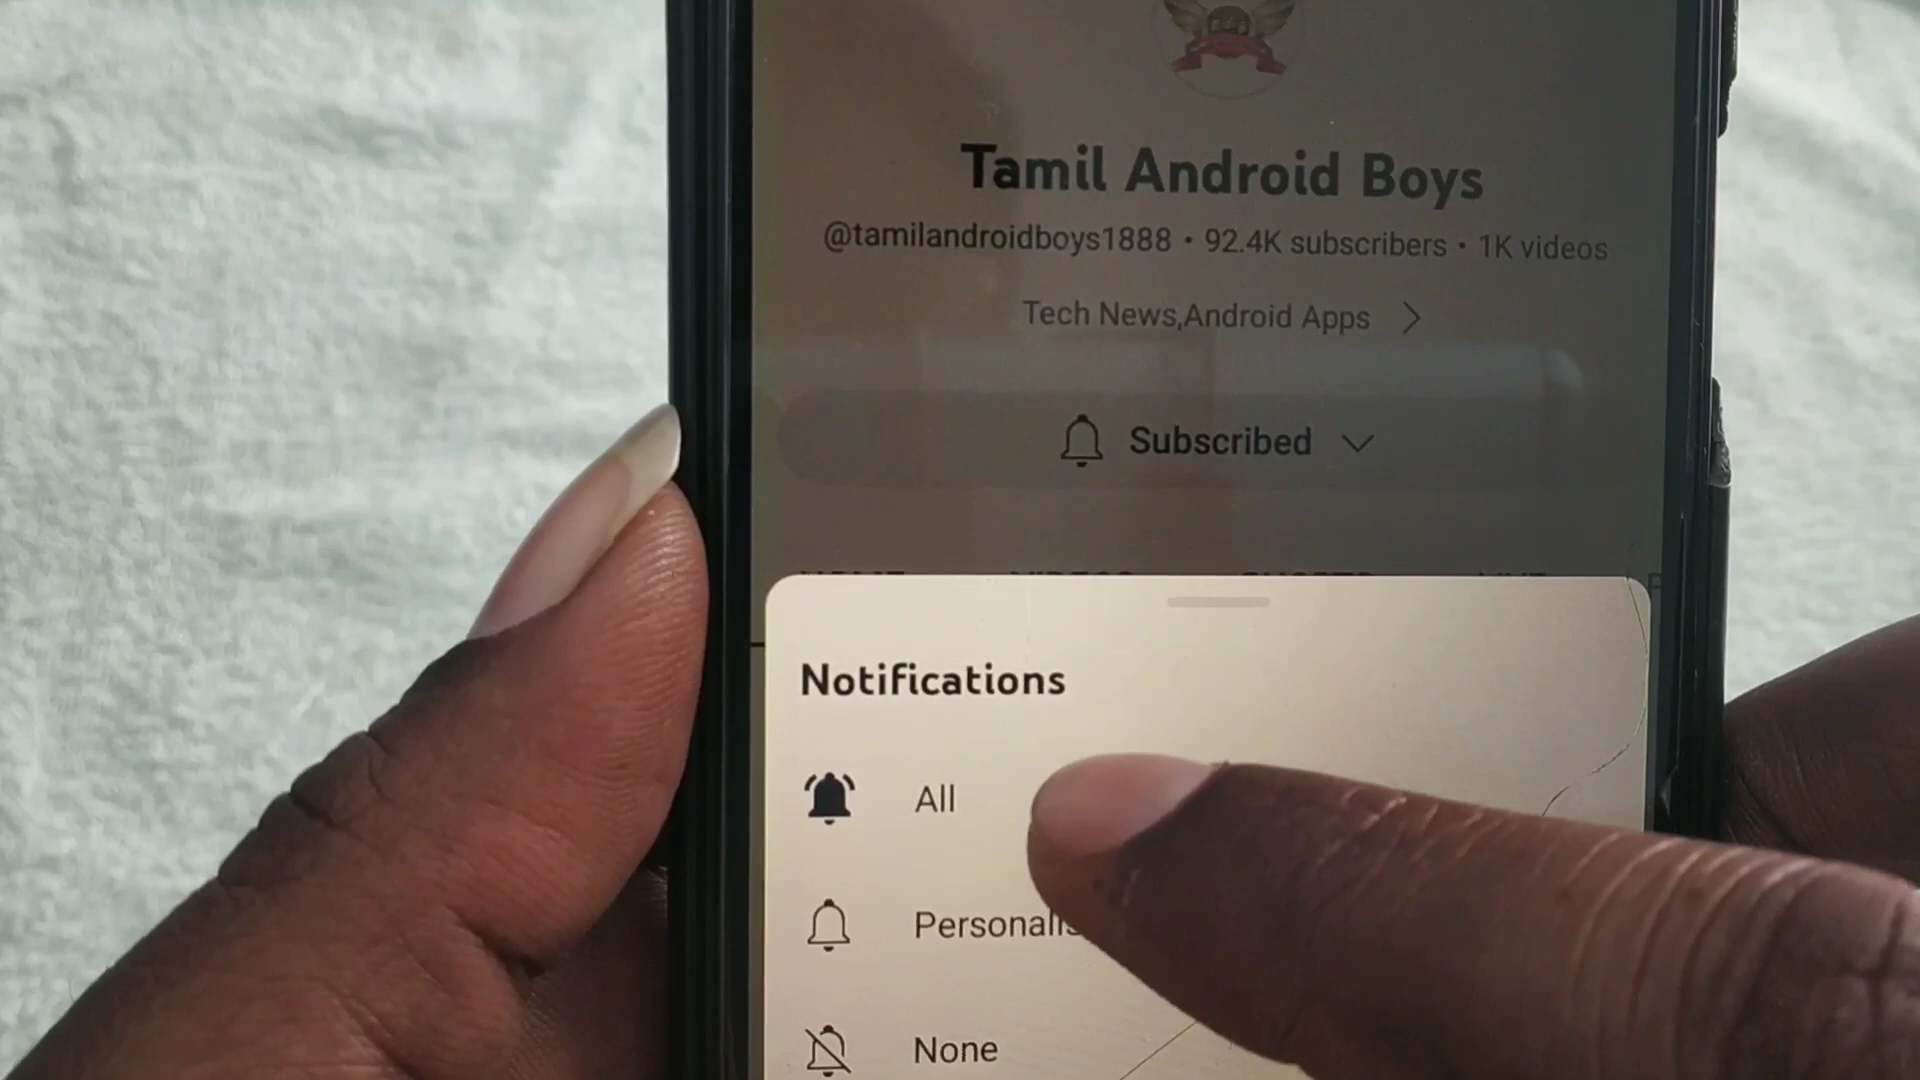 Tamil Android Boys
@tamilandroidboys1888 • 92.4K subscribers • 1K videos
Tech News,Android Apps
Subscribed
Notifications
All
None